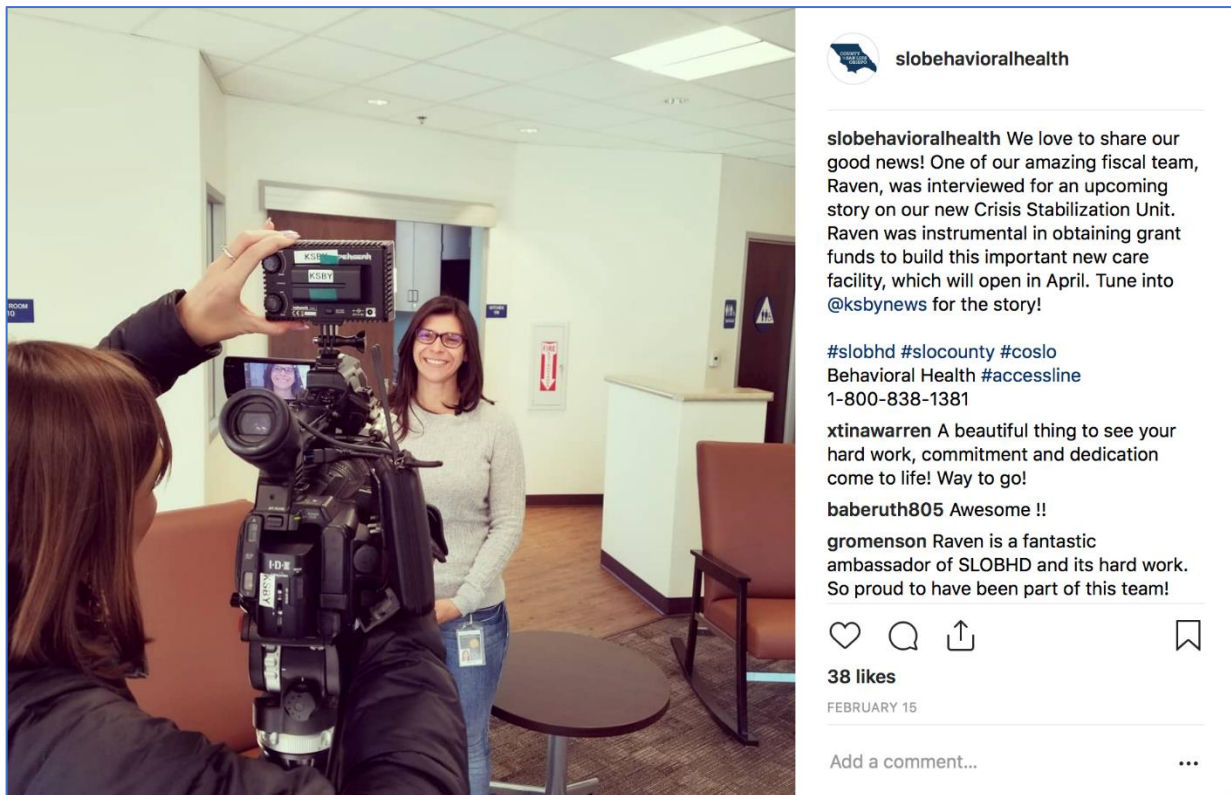 COUNTY
OF SAN LUIS
OBISPO
slobehavioralhealth
slobehavioralhealth We love to share our
good news! One of our amazing fiscal team,
Raven, was interviewed for an upcoming
story on our new Crisis Stabilization Unit.
Raven was instrumental in obtaining grant
funds to build this important new care
facility, which will open in April. Tune into
@ksbynews for the story!
#slobhd #slocounty #coslo
Behavioral Health #accessline
1-800-838-1381
xtinawarren A beautiful thing to see your
hard work, commitment and dedication
come to life! Way to go!
baberuth805 Awesome !!
gromenson Raven is a fantastic
ambassador of SLOBHD and its hard work.
So proud to have been part of this team!
38 likes
FEBRUARY 15
Add a comment...
KSBY
KSBY
ROOM
10
FIRE
I·D·X
KSBY